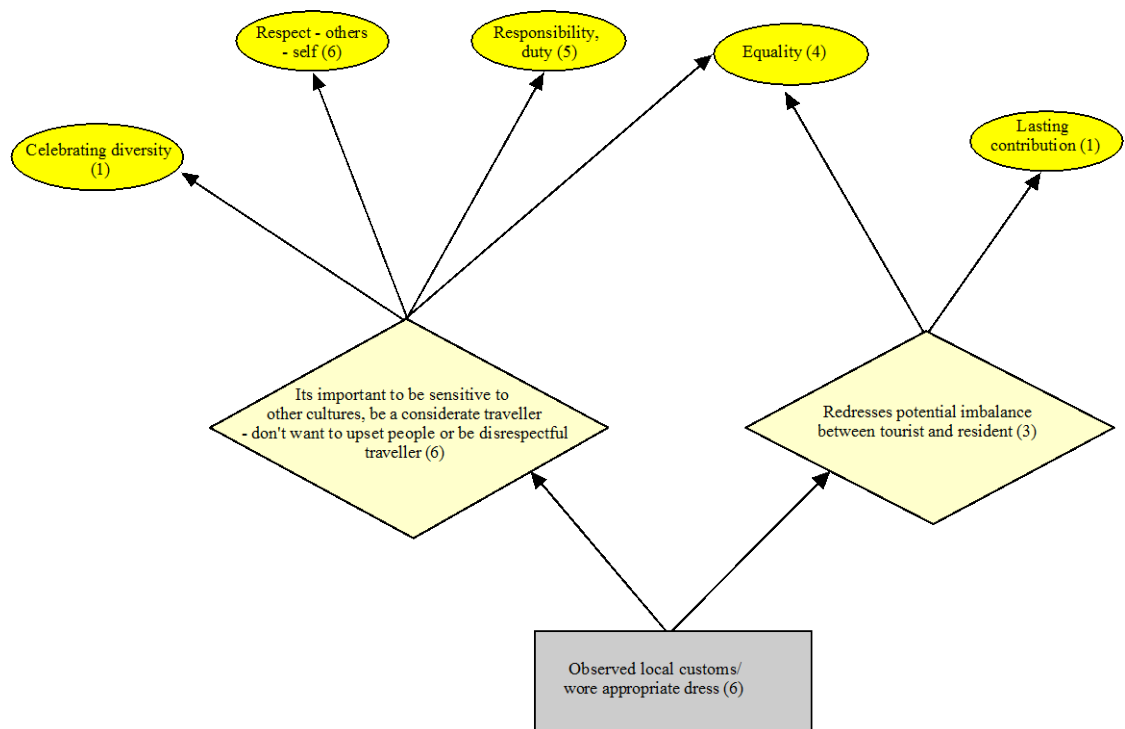 Respect - others
- self (6)
Responsibility,
duty (5)
Equality (4)
Celebrating diversity
(1)
Lasting
contribution (1)
Its important to be sensitive to
other cultures, be a considerate traveller
- don't want to upset people or be disrespectful
traveller (6)
Redresses potential imbalance
between tourist and resident (3)
Observed local customs/
wore appropriate dress (6)